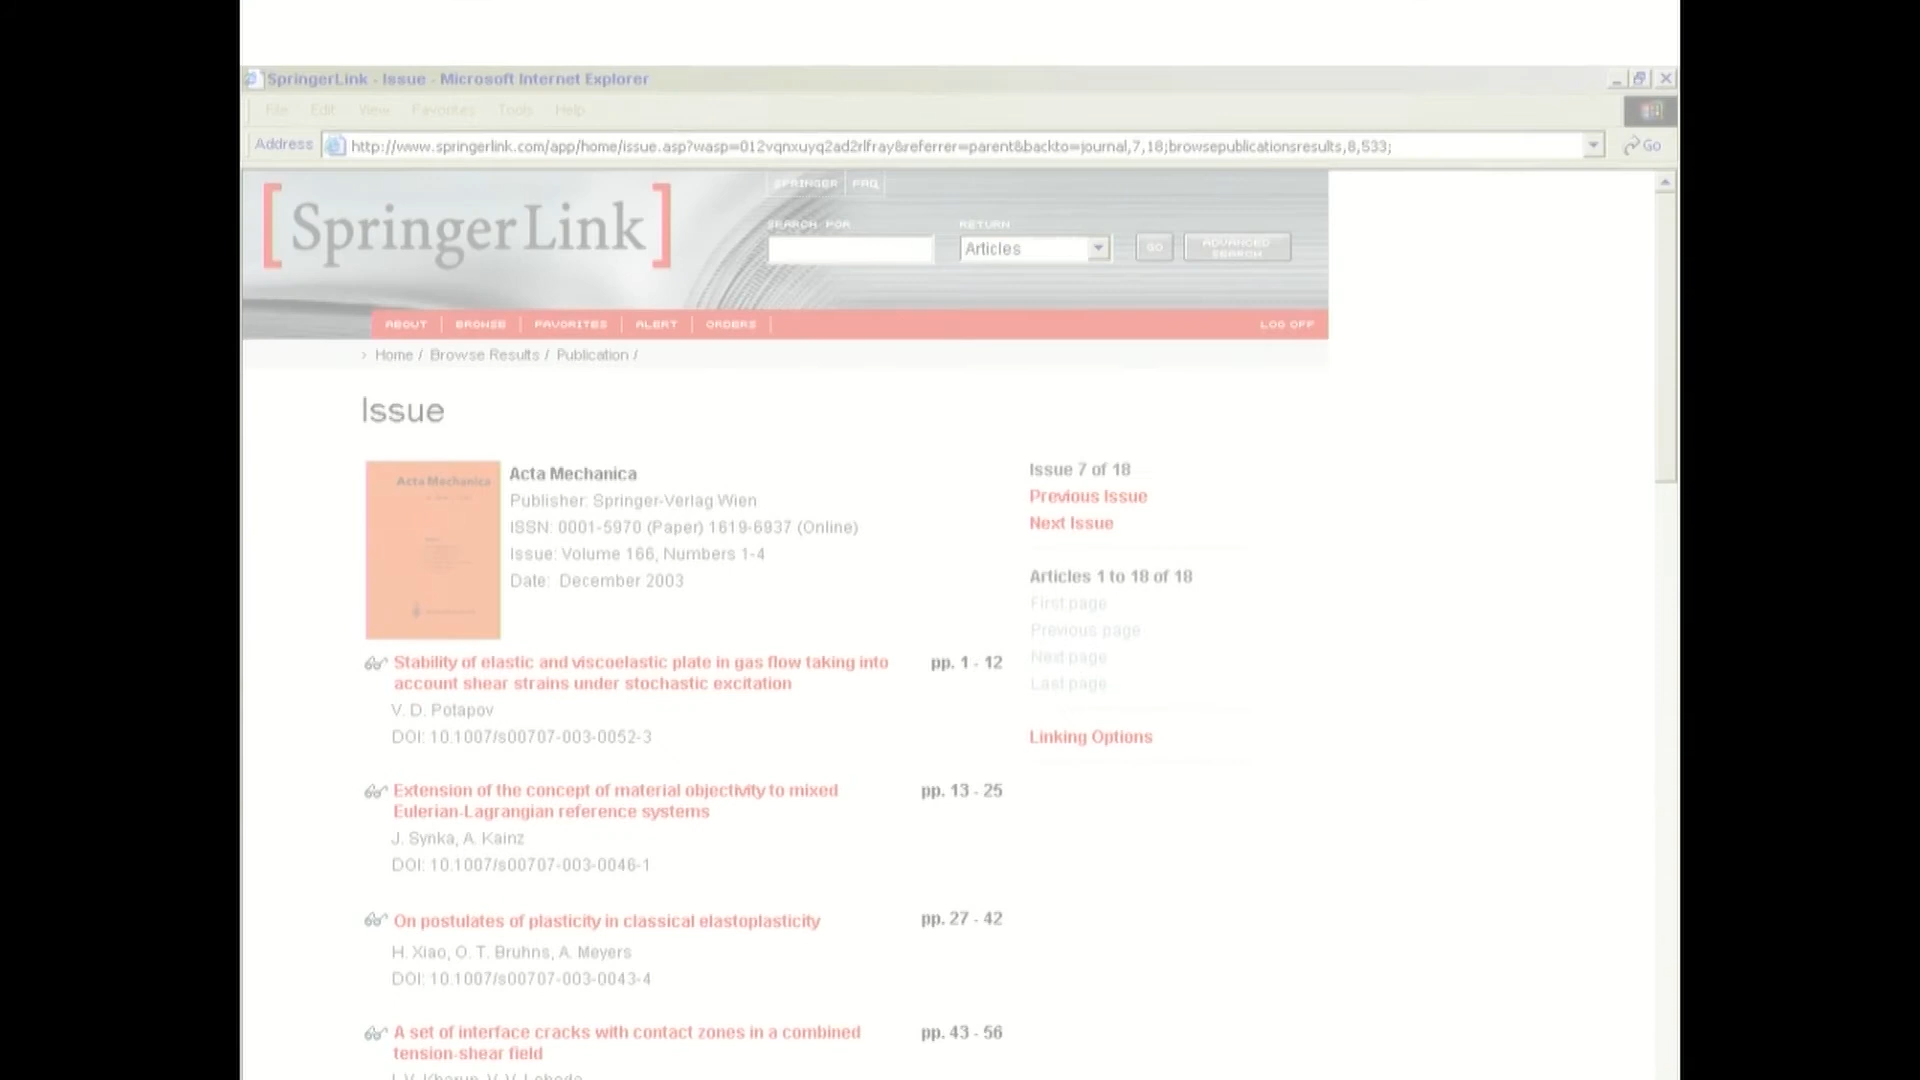 SpringerLink - Issue - Microsoft Internet Explorer
File Edit View Favorites Tools Help
Address http://www.springerlink.com/app/home/issue.asp?wasp=012vqnxuyq2ad2rlfray&referrer=parent&backto=journal,7,18;browsepublicationsresults,8,533; Go
SPRINGER FAQ
[SpringerLink]
SEARCH FOR RETURN
Articles GO ADVANCED SEARCH
ABOUT BROWSE FAVORITES ALERT ORDERS LOG OFF
› Home / Browse Results / Publication /
Issue
Acta Mechanica
Acta Mechanica
Publisher: Springer-Verlag Wien
ISSN: 0001-5970 (Paper) 1619-6937 (Online)
Issue: Volume 166, Numbers 1-4
Date: December 2003
Issue 7 of 18
Previous Issue
Next Issue
Articles 1 to 18 of 18
First page
Previous page
Next page
Last page
Linking Options
Stability of elastic and viscoelastic plate in gas flow taking into pp. 1 - 12
account shear strains under stochastic excitation
V. D. Potapov
DOI: 10.1007/s00707-003-0052-3
Extension of the concept of material objectivity to mixed pp. 13 - 25
Eulerian-Lagrangian reference systems
J. Synka, A. Kainz
DOI: 10.1007/s00707-003-0046-1
On postulates of plasticity in classical elastoplasticity pp. 27 - 42
H. Xiao, O. T. Bruhns, A. Meyers
DOI: 10.1007/s00707-003-0043-4
A set of interface cracks with contact zones in a combined pp. 43 - 56
tension-shear field